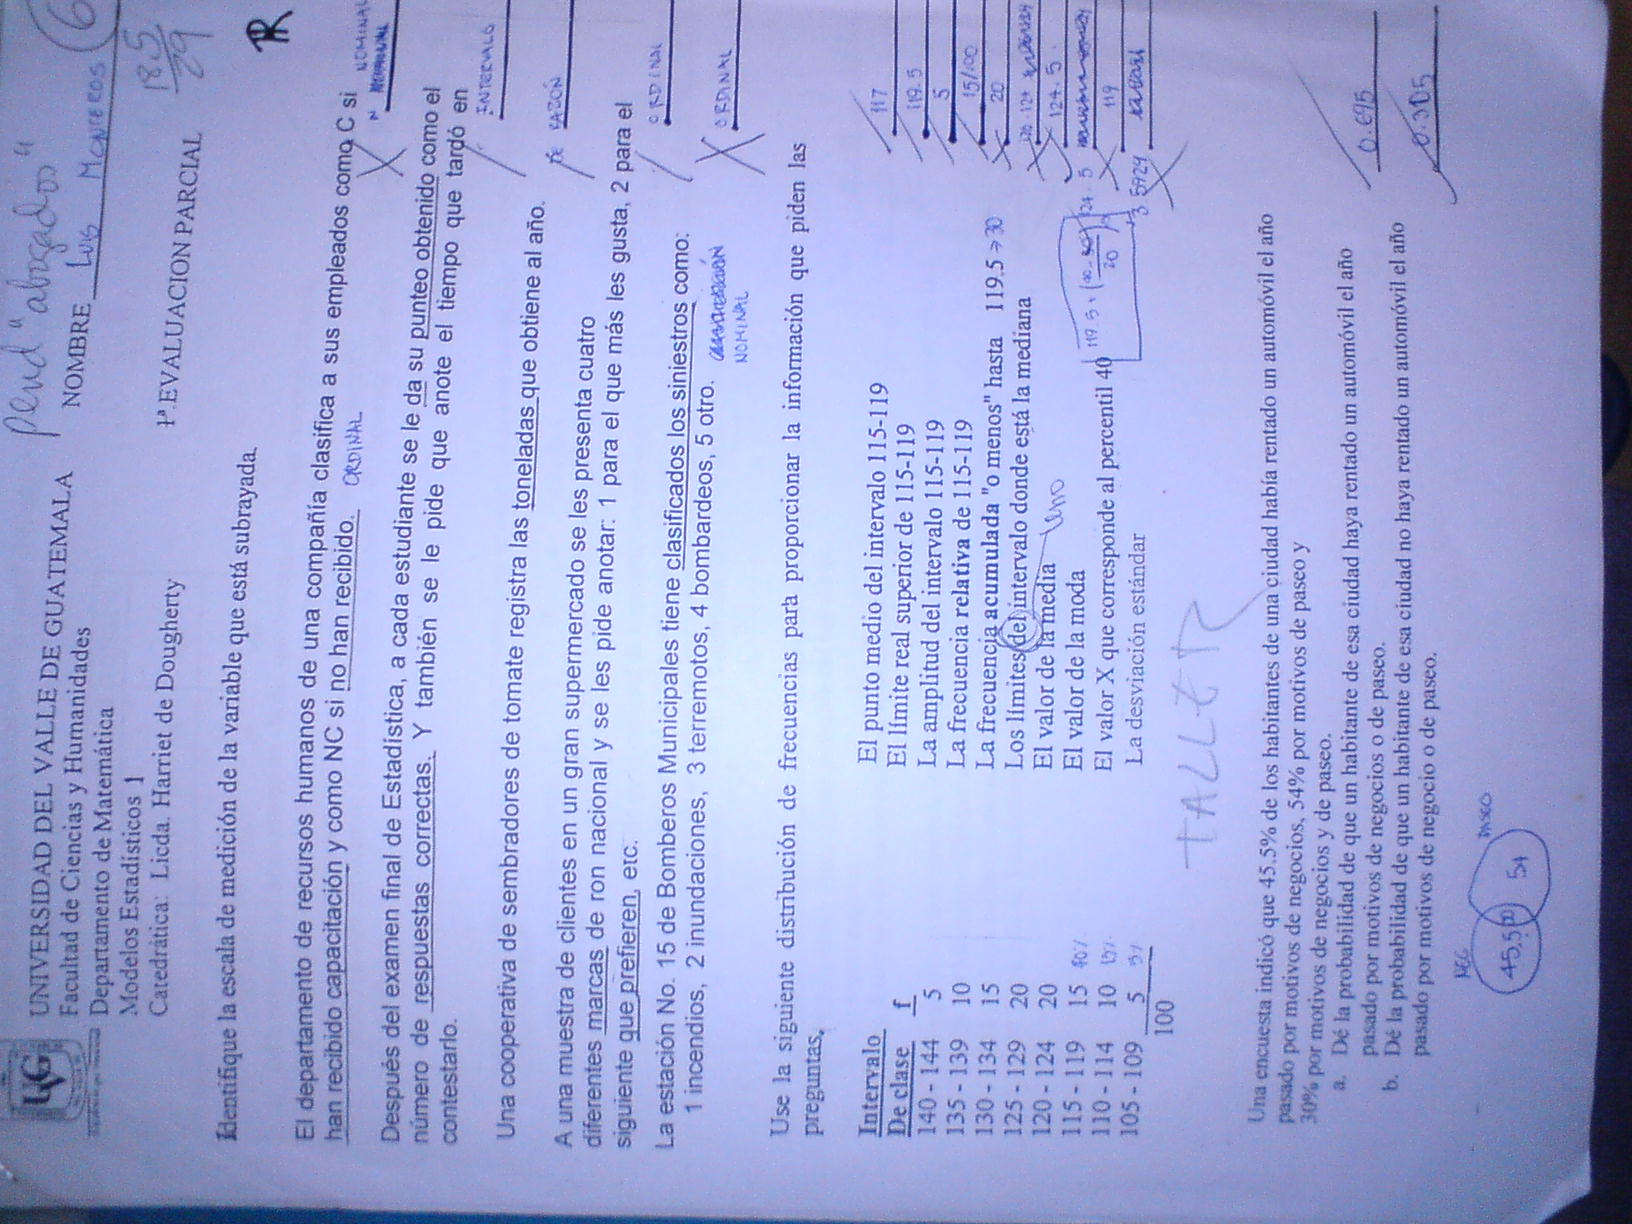 pend "abogados"
UNIVERSIDAD DEL VALLE DE GUATEMALA
NOMBRE LUIS MONTEROS
Facultad de Ciencias y Humanidades
Departamento de Matemática
Modelos Estadísticos 1
18.5/29
Catedrática: Licda. Harriet de Dougherty
1ª. EVALUACION PARCIAL
Identifique la escala de medición de la variable que está subrayada.
El departamento de recursos humanos de una compañía clasifica a sus empleados como C si
han recibido capacitación y como NC si no han recibido. ORDINAL
NOMINAL
Después del examen final de Estadística, a cada estudiante se le da su punteo obtenido como el
número de respuestas correctas. Y también se le pide que anote el tiempo que tardó en
contestarlo.
INTERVALO
Una cooperativa de sembradores de tomate registra las toneladas que obtiene al año.
DE RAZÓN
A una muestra de clientes en un gran supermercado se les presenta cuatro
diferentes marcas de ron nacional y se les pide anotar: 1 para el que más les gusta, 2 para el
siguiente que prefieren, etc.
ORDINAL
La estación No. 15 de Bomberos Municipales tiene clasificados los siniestros como:
1 incendios, 2 inundaciones, 3 terremotos, 4 bombardeos, 5 otro.
NOMINAL
ORDINAL
Use la siguiente distribución de frecuencias para proporcionar la información que piden las
preguntas.
Intervalo
De clase f
140 - 144 5
135 - 139 10
130 - 134 15
125 - 129 20
120 - 124 20
115 - 119 15
110 - 114 10 15%
105 - 109 5 5%
100
El punto medio del intervalo 115-119 117
El límite real superior de 115-119 119.5
La amplitud del intervalo 115-119 5
La frecuencia relativa de 115-119 15/100
La frecuencia acumulada "o menos" hasta 119.5 → 30 20
Los límites del intervalo donde está la mediana 120-124
El valor de la media 124.5
El valor de la moda
El valor X que corresponde al percentil 40 119
La desviación estándar
TALLER
Una encuesta indicó que 45.5% de los habitantes de una ciudad había rentado un automóvil el año
pasado por motivos de negocios, 54% por motivos de paseo y
30% por motivos de negocios y de paseo.
a. Dé la probabilidad de que un habitante de esa ciudad haya rentado un automóvil el año
pasado por motivos de negocios o de paseo.
0.695
b. Dé la probabilidad de que un habitante de esa ciudad no haya rentado un automóvil el año
pasado por motivos de negocio o de paseo.
0.305
NEG
PASEO
45.5 30 54